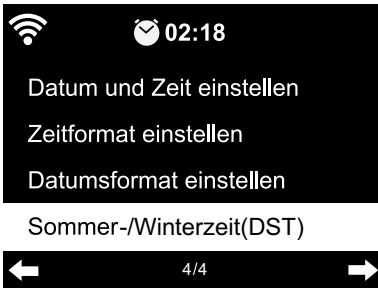 02:18
Datum und Zeit einstellen
Zeitformat einstellen
Datumsformat einstellen
Sommer-/Winterzeit(DST)
4/4